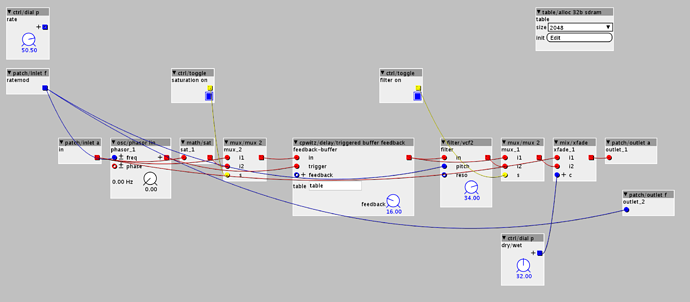 ctrl/dial p
rate
50.50
patch/inlet f
ratemod
ctrl/toggle
saturation on
ctrl/toggle
filter on
table/alloc 32b sdram
table
size 2048
init Edit
patch/inlet a
in
osc/phasor lin
phasor_1
freq
phase
0.00 Hz
0.00
math/sat
sat_1
mux/mux 2
mux_2
i1
i2
s
cpwitz/delay/triggered buffer feedback
feedback-buffer
in
trigger
feedback
table table
feedback
16.00
filter/vcf2
filter
in
pitch
reso
34.00
mux/mux 2
mux_1
i1
i2
s
mix/xfade
xfade_1
i1
i2
c
patch/outlet a
outlet_1
patch/outlet f
outlet_2
ctrl/dial p
dry/wet
32.00